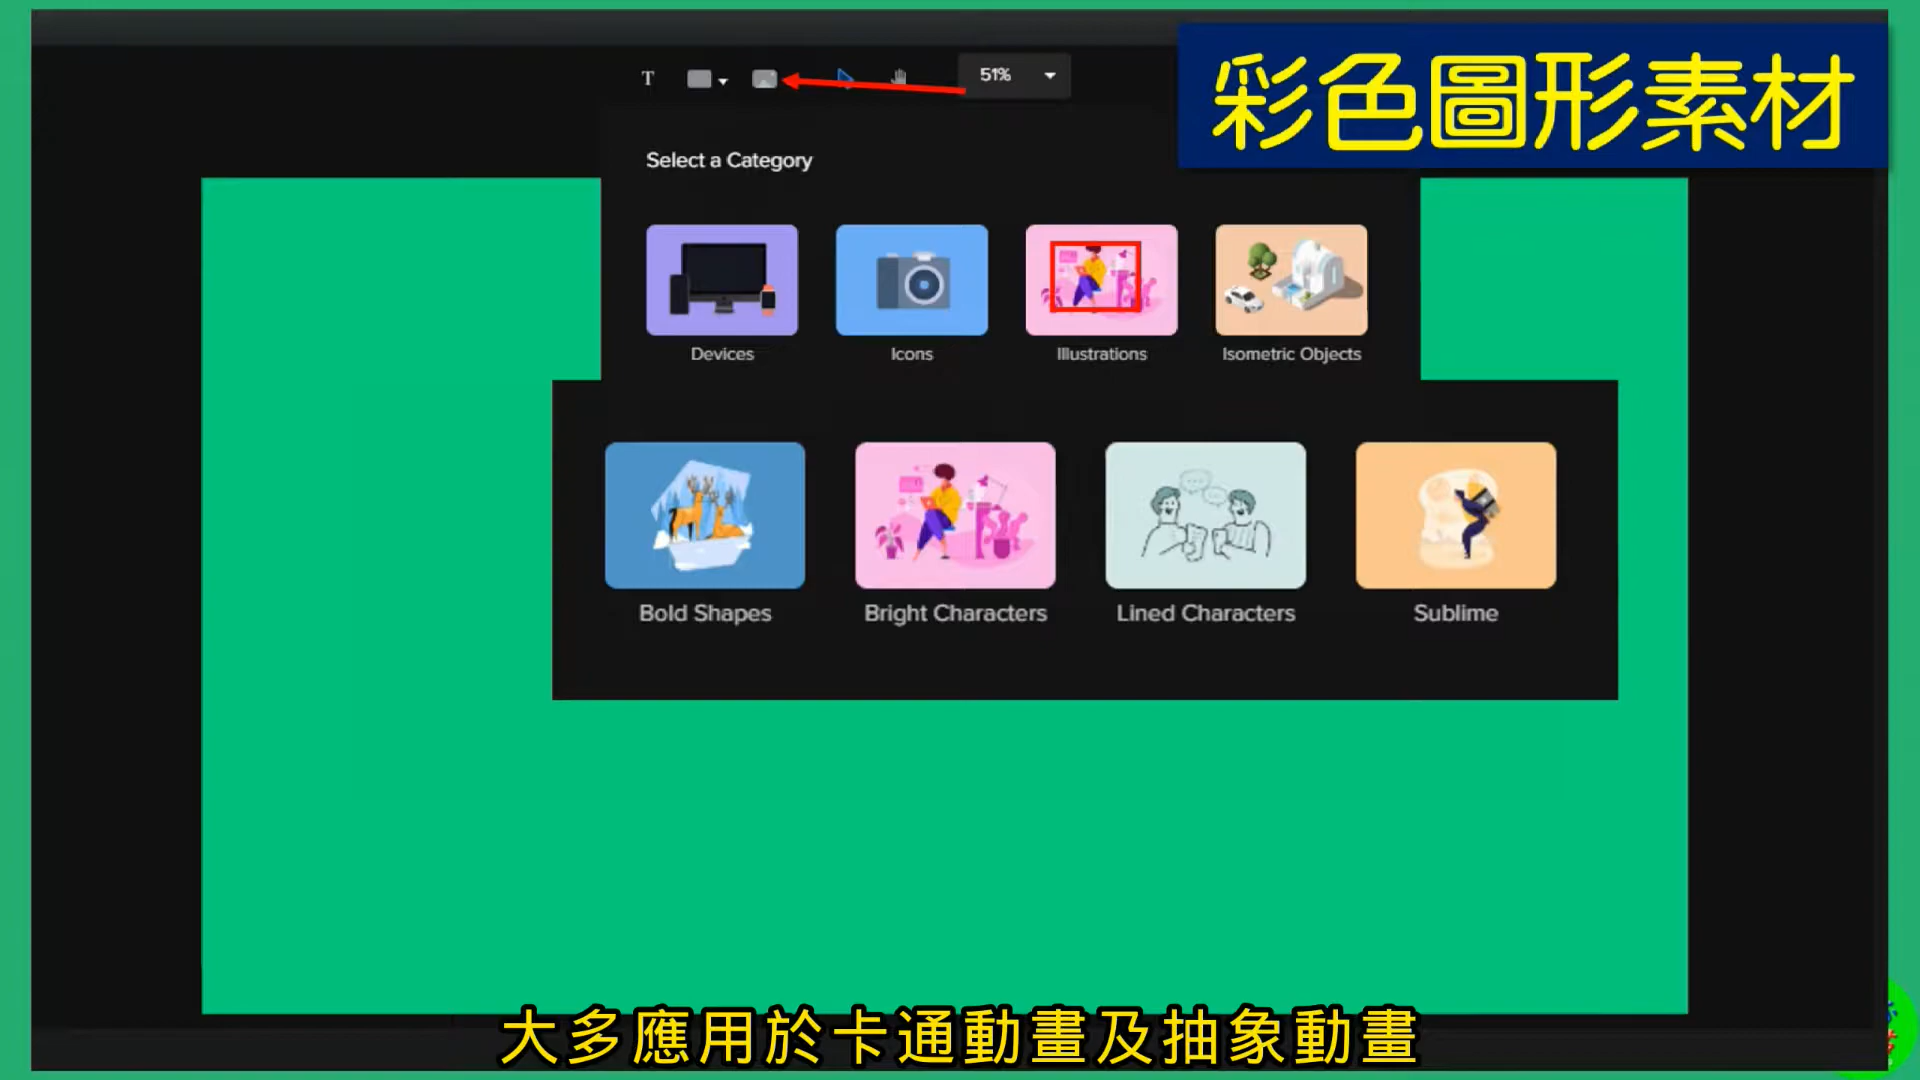 彩色圖形素材
T
51%
Select a Category
Devices
Icons
Illustrations
Isometric Objects
Bold Shapes
Bright Characters
Lined Characters
Sublime
大多應用於卡通動畫及抽象動畫